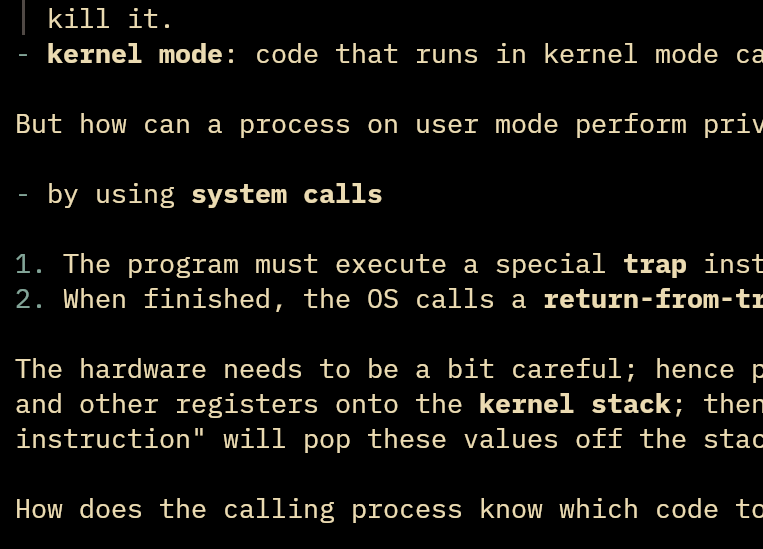 kill it.
- kernel mode: code that runs in kernel mode ca
But how can a process on user mode perform priv
- by using system calls
1. The program must execute a special trap inst
2. When finished, the OS calls a return-from-tr
The hardware needs to be a bit careful; hence p
and other registers onto the kernel stack; then
instruction" will pop these values off the stac
How does the calling process know which code to